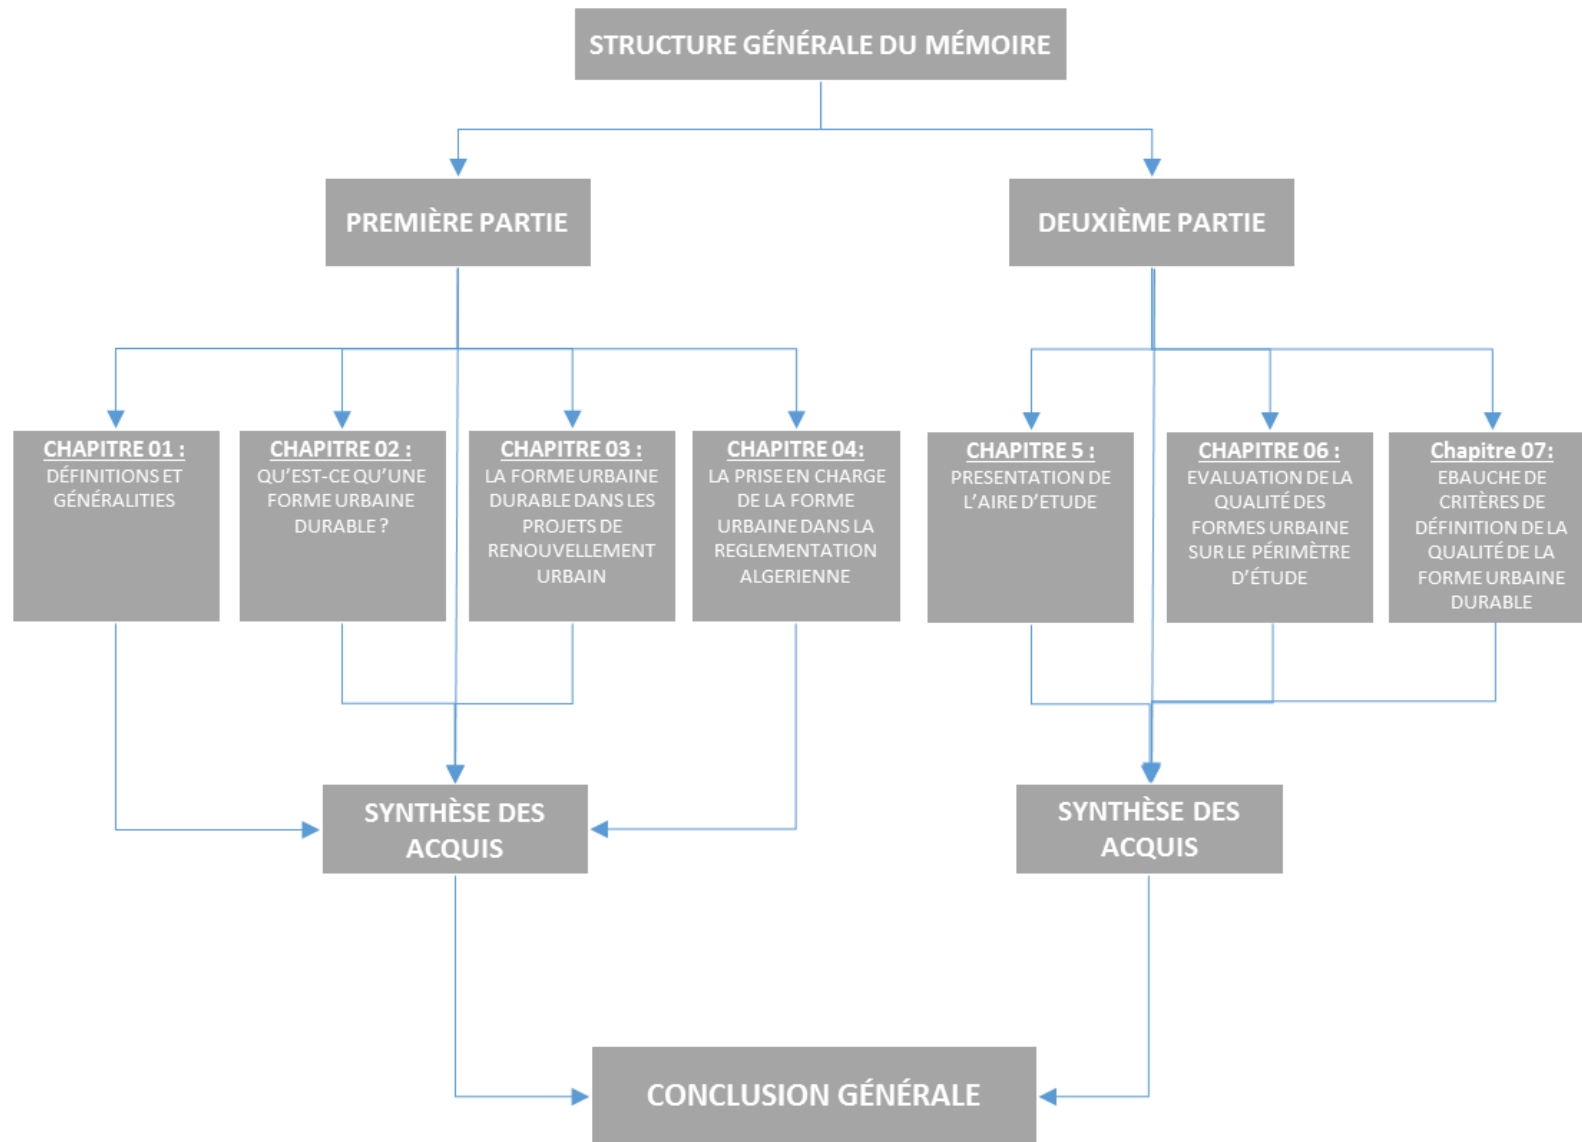 STRUCTURE GÉNÉRALE DU MÉMOIRE
PREMIÈRE PARTIE
DEUXIÈME PARTIE
CHAPITRE 01 :
DÉFINITIONS ET
GÉNÉRALITIES
CHAPITRE 02 :
QU’EST-CE QU’UNE
FORME URBAINE
DURABLE ?
CHAPITRE 03 :
LA FORME URBAINE
DURABLE DANS LES
PROJETS DE
RENOUVELLEMENT
URBAIN
CHAPITRE 04:
LA PRISE EN CHARGE
DE LA FORME
URBAINE DANS LA
REGLEMENTATION
ALGERIENNE
CHAPITRE 5 :
PRESENTATION DE
L’AIRE D’ETUDE
CHAPITRE 06 :
EVALUATION DE LA
QUALITÉ DES
FORMES URBAINE
SUR LE PÉRIMÈTRE
D’ÉTUDE
Chapitre 07:
EBAUCHE DE
CRITÈRES DE
DÉFINITION DE LA
QUALITÉ DE LA
FORME URBAINE
DURABLE
SYNTHÈSE DES
ACQUIS
SYNTHÈSE DES
ACQUIS
CONCLUSION GÉNÉRALE